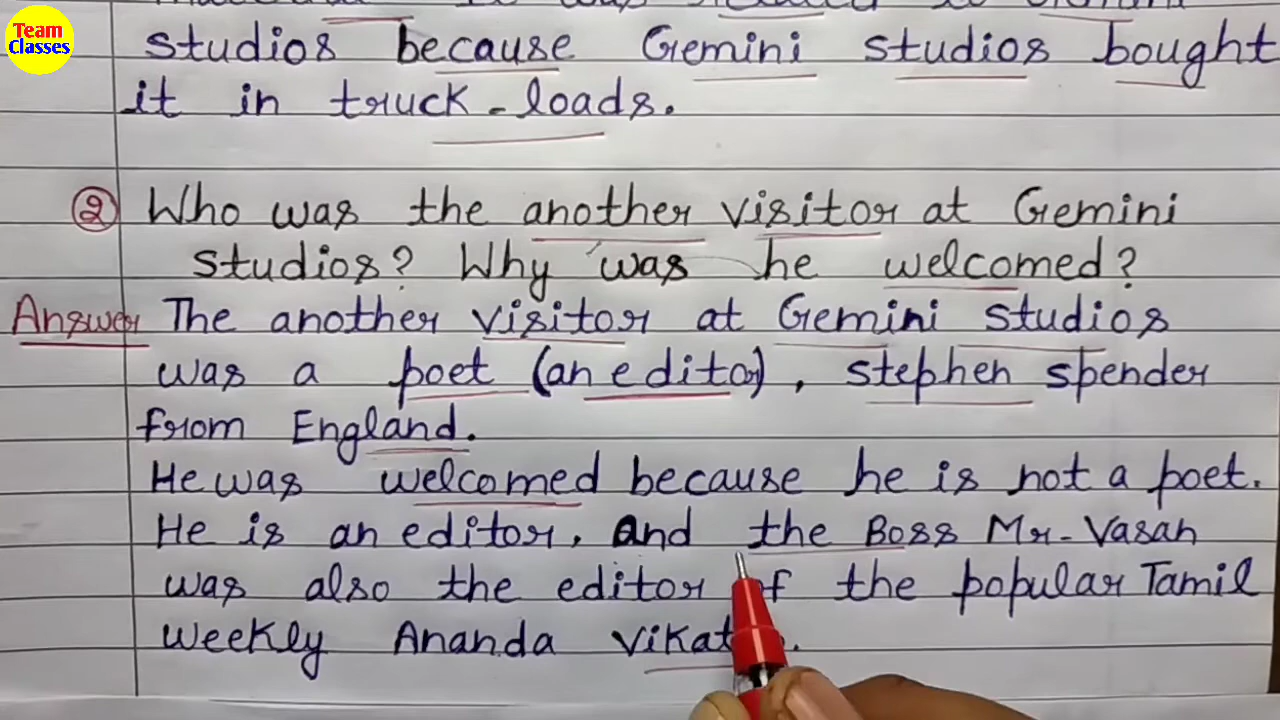 Team
Classes
studios because Gemini studios bought
it in truck-loads.
② Who was the another visitor at Gemini
studios? Why was he welcomed?
Answer The another visitor at Gemini studios
was a poet (an editor), stephen spender
from England.
He was welcomed because he is not a poet.
He is an editor, And the Boss Mr. Vasan
was also the editor of the popular Tamil
weekly Ananda